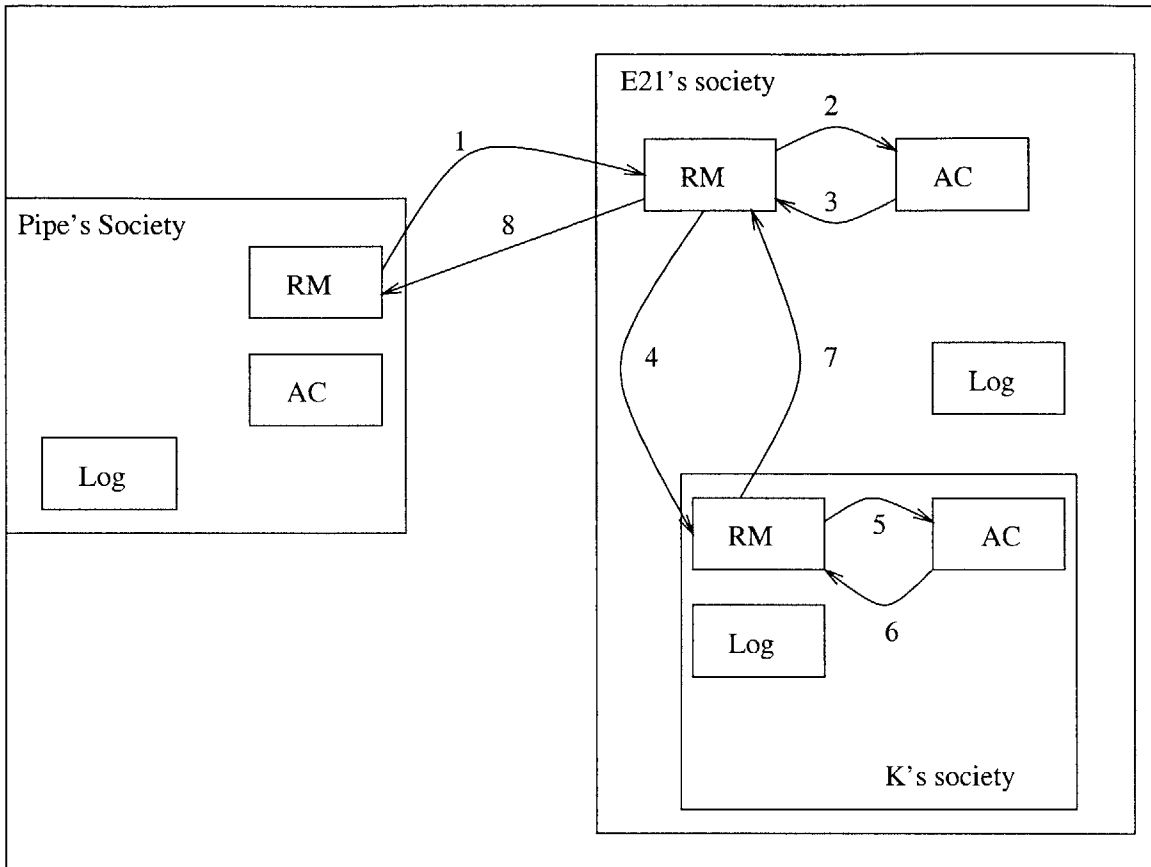 E21's society
2
1
RM
AC
3
Pipe's Society
8
RM
4
7
AC
Log
Log
RM
5
AC
6
Log
K's society